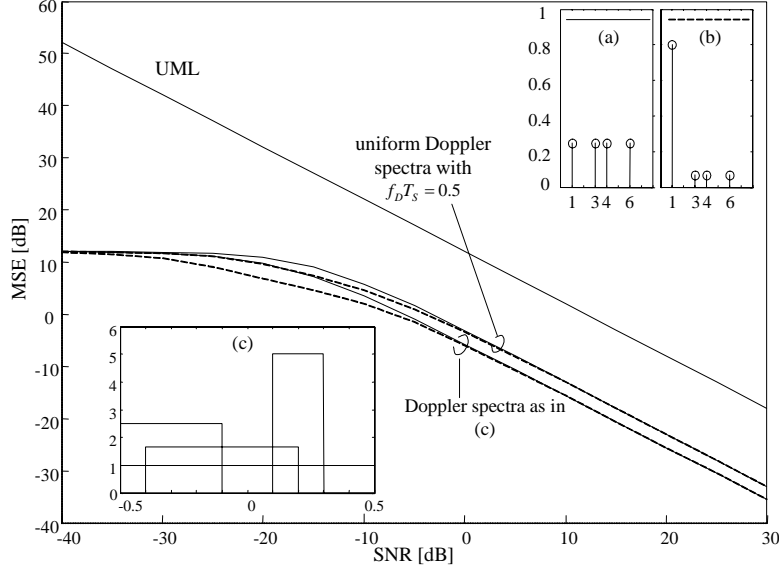 60
50
40
30
20
10
0
-10
-20
-30
-40
MSE [dB]
-40
-30
-20
-10
0
10
20
30
SNR [dB]
UML
uniform Doppler
spectra with
f_D T_S = 0.5
Doppler spectra as in
(c)
1
0.8
0.6
0.4
0.2
0
(a)
1 3 4 6
(b)
1 3 4 6
(c)
6
5
4
3
2
1
0
-0.5 0 0.5